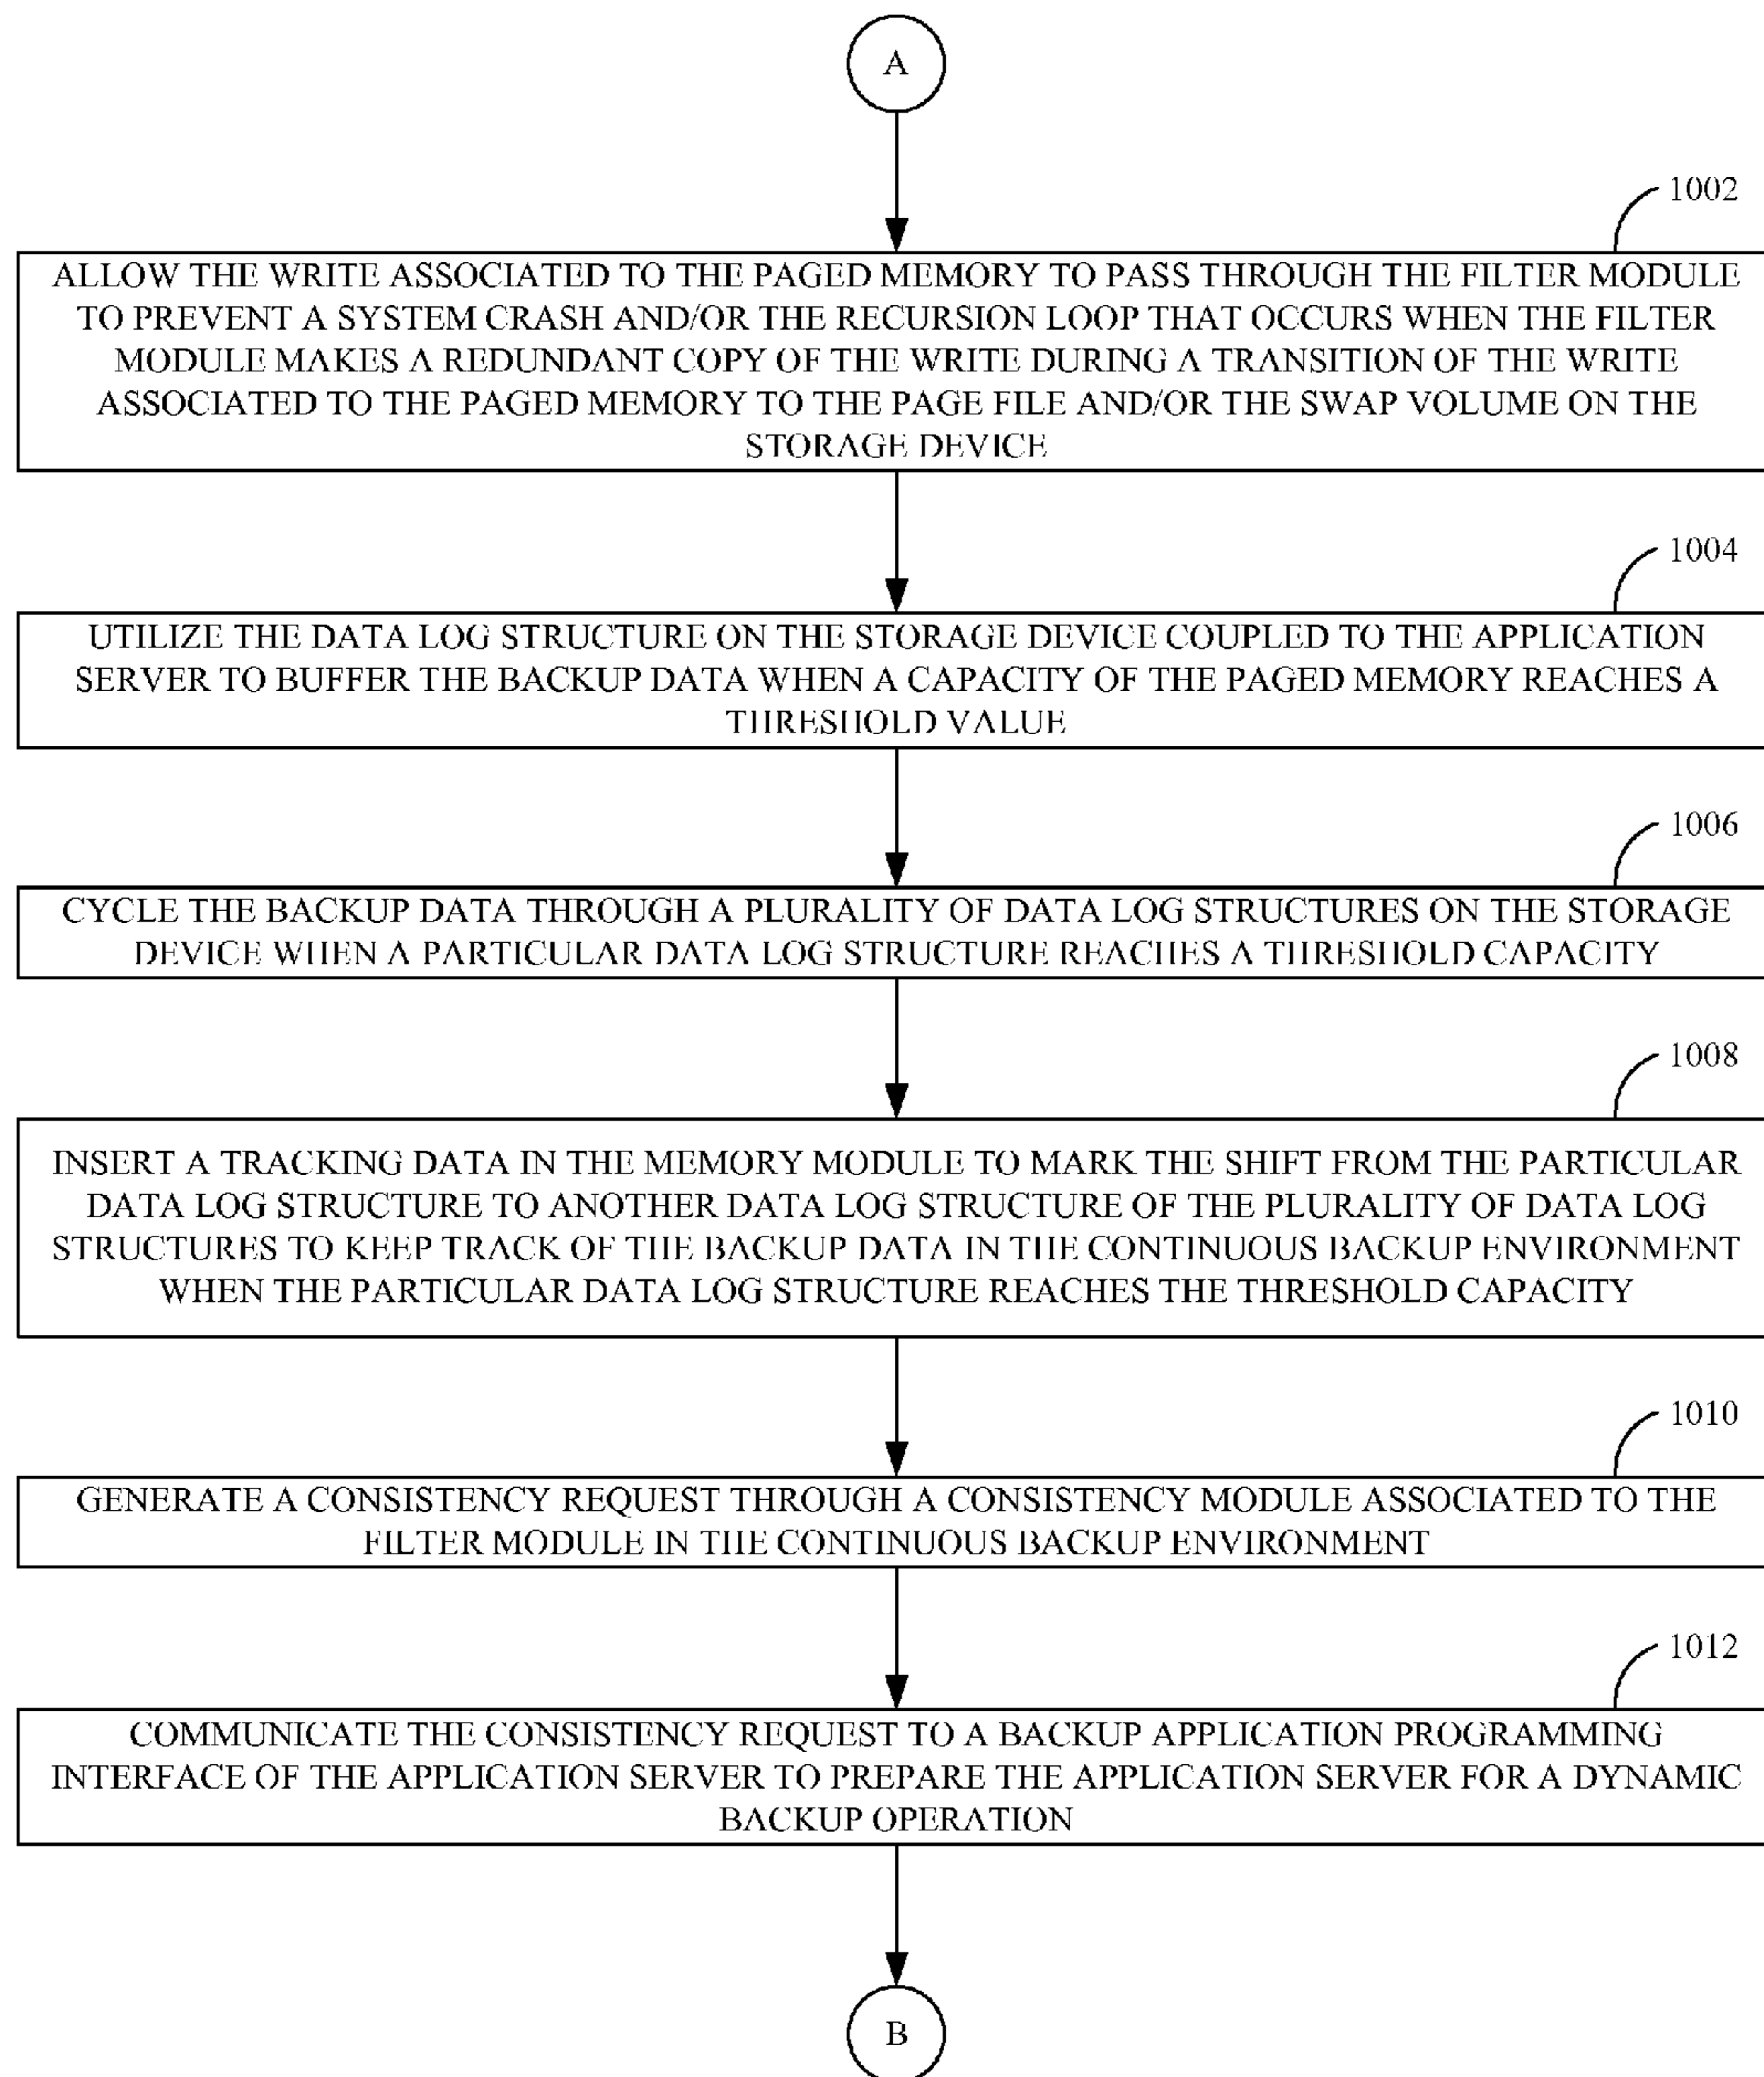 A
1002
ALLOW THE WRITE ASSOCIATED TO THE PAGED MEMORY TO PASS THROUGH THE FILTER MODULE
TO PREVENT A SYSTEM CRASH AND/OR THE RECURSION LOOP THAT OCCURS WHEN THE FILTER
MODULE MAKES A REDUNDANT COPY OF THE WRITE DURING A TRANSITION OF THE WRITE
ASSOCIATED TO THE PAGED MEMORY TO THE PAGE FILE AND/OR THE SWAP VOLUME ON THE
STORAGE DEVICE
1004
UTILIZE THE DATA LOG STRUCTURE ON THE STORAGE DEVICE COUPLED TO THE APPLICATION
SERVER TO BUFFER THE BACKUP DATA WHEN A CAPACITY OF THE PAGED MEMORY REACHES A
THRESHOLD VALUE
1006
CYCLE THE BACKUP DATA THROUGH A PLURALITY OF DATA LOG STRUCTURES ON THE STORAGE
DEVICE WHEN A PARTICULAR DATA LOG STRUCTURE REACHES A THRESHOLD CAPACITY
1008
INSERT A TRACKING DATA IN THE MEMORY MODULE TO MARK THE SHIFT FROM THE PARTICULAR
DATA LOG STRUCTURE TO ANOTHER DATA LOG STRUCTURE OF THE PLURALITY OF DATA LOG
STRUCTURES TO KEEP TRACK OF THE BACKUP DATA IN THE CONTINUOUS BACKUP ENVIRONMENT
WHEN THE PARTICULAR DATA LOG STRUCTURE REACHES THE THRESHOLD CAPACITY
1010
GENERATE A CONSISTENCY REQUEST THROUGH A CONSISTENCY MODULE ASSOCIATED TO THE
FILTER MODULE IN THE CONTINUOUS BACKUP ENVIRONMENT
1012
COMMUNICATE THE CONSISTENCY REQUEST TO A BACKUP APPLICATION PROGRAMMING
INTERFACE OF THE APPLICATION SERVER TO PREPARE THE APPLICATION SERVER FOR A DYNAMIC
BACKUP OPERATION
B